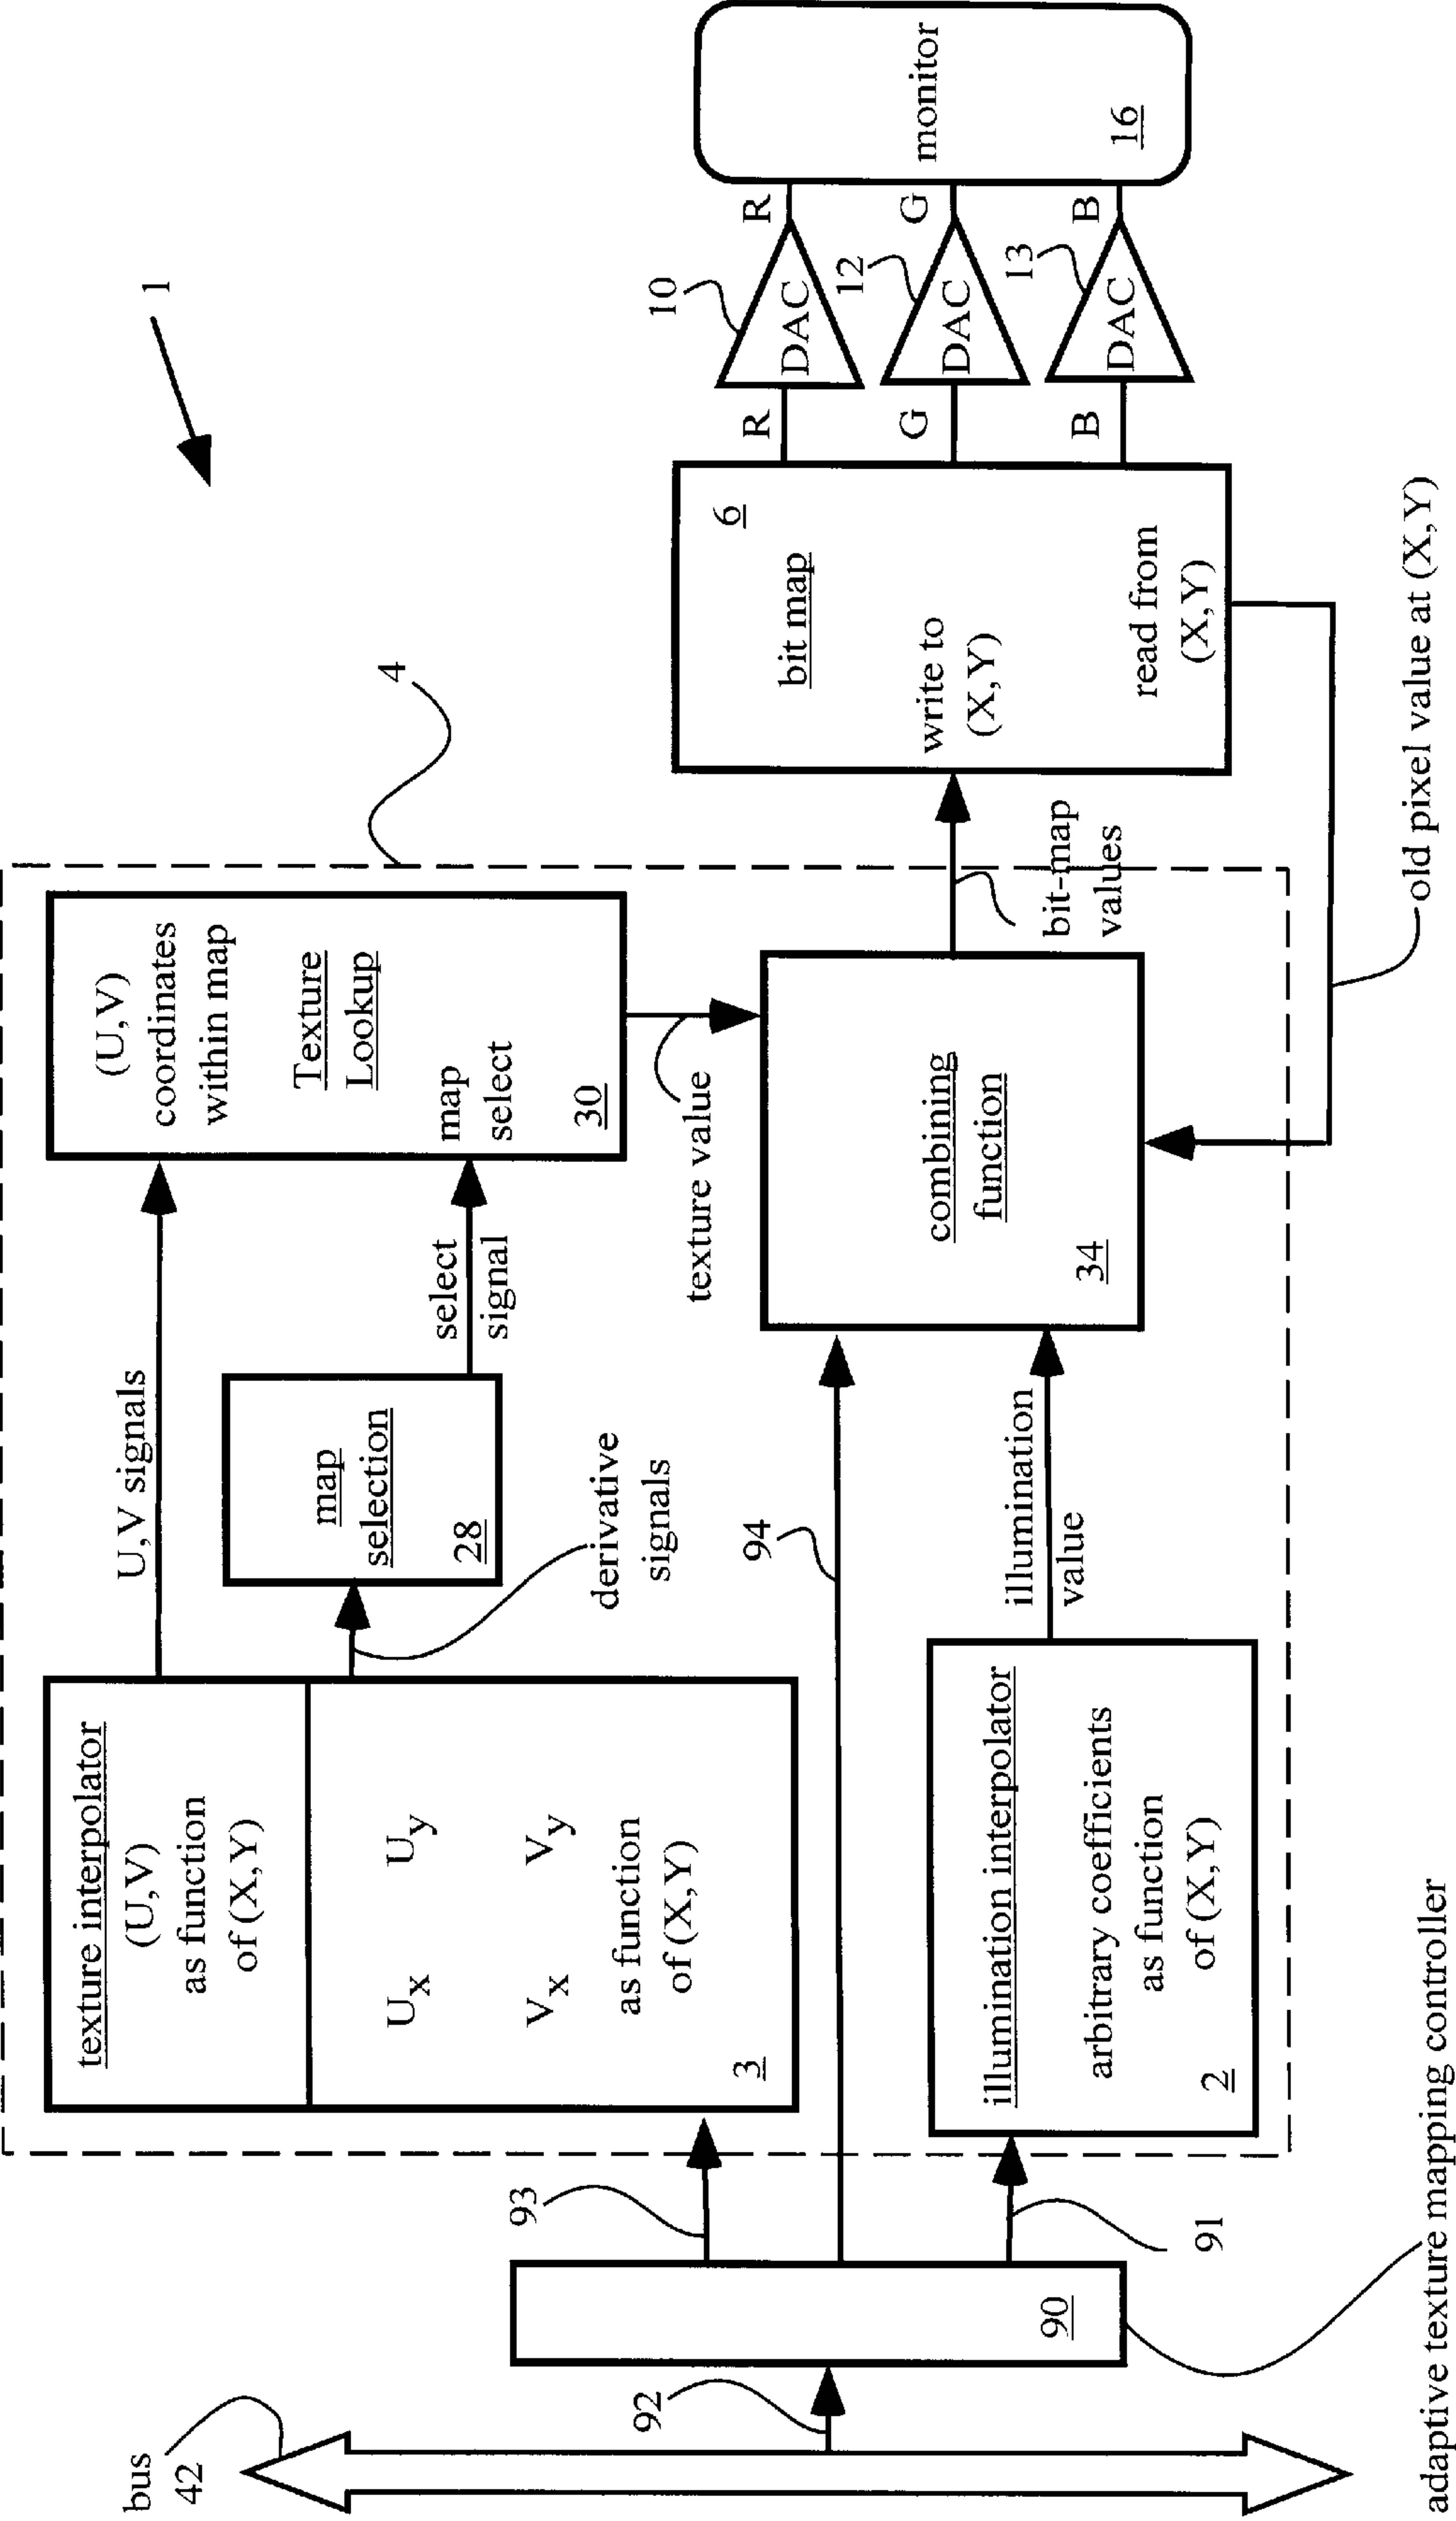 1
bus
42
92
90
adaptive texture mapping controller
93
94
91
4
texture interpolator
(U,V)
as function
of (X,Y)
Ux Uy
Vx Vy
as function
of (X,Y)
3
U,V signals
derivative
signals
map
selection
28
select
signal
(U,V)
coordinates
within map
Texture
Lookup
map
select
30
texture value
illumination interpolator
arbitrary coefficients
as function
of (X,Y)
2
illumination
value
combining
function
34
bit-map
values
bit map
6
write to
(X,Y)
read from
(X,Y)
old pixel value at (X,Y)
R
G
B
10
DAC
12
DAC
13
DAC
R
G
B
monitor
16